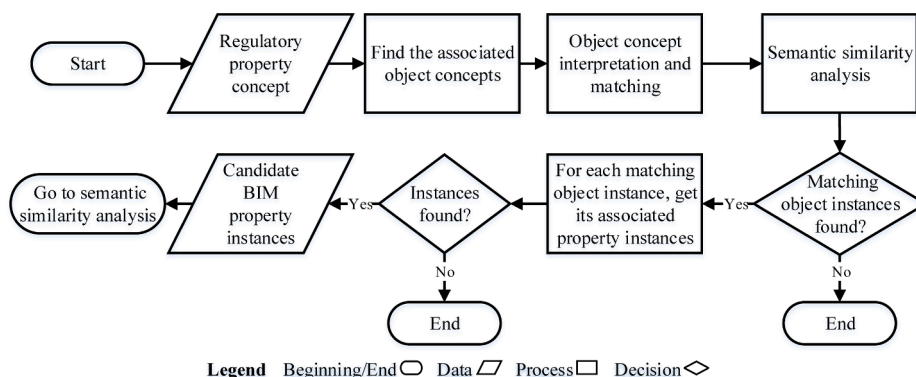 Start
Regulatory
property
concept
Find the associated
object concepts
Object concept
interpretation and
matching
Semantic similarity
analysis
Matching
object instances
found?
Yes
No
End
For each matching
object instance, get
its associated
property instances
Instances
found?
Yes
No
End
Candidate
BIM
property
instances
Go to semantic
similarity analysis
Legend Beginning/End Data Process Decision